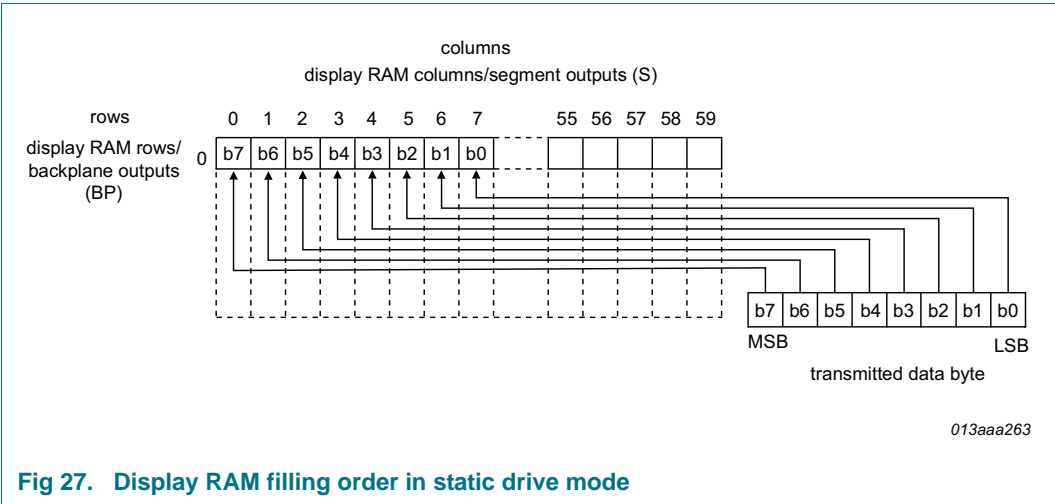 columns
display RAM columns/segment outputs (S)
rows 0 1 2 3 4 5 6 7 55 56 57 58 59
display RAM rows/
backplane outputs
(BP)
0 b7 b6 b5 b4 b3 b2 b1 b0
b7 b6 b5 b4 b3 b2 b1 b0
MSB LSB
transmitted data byte
013aaa263
Fig 27. Display RAM filling order in static drive mode